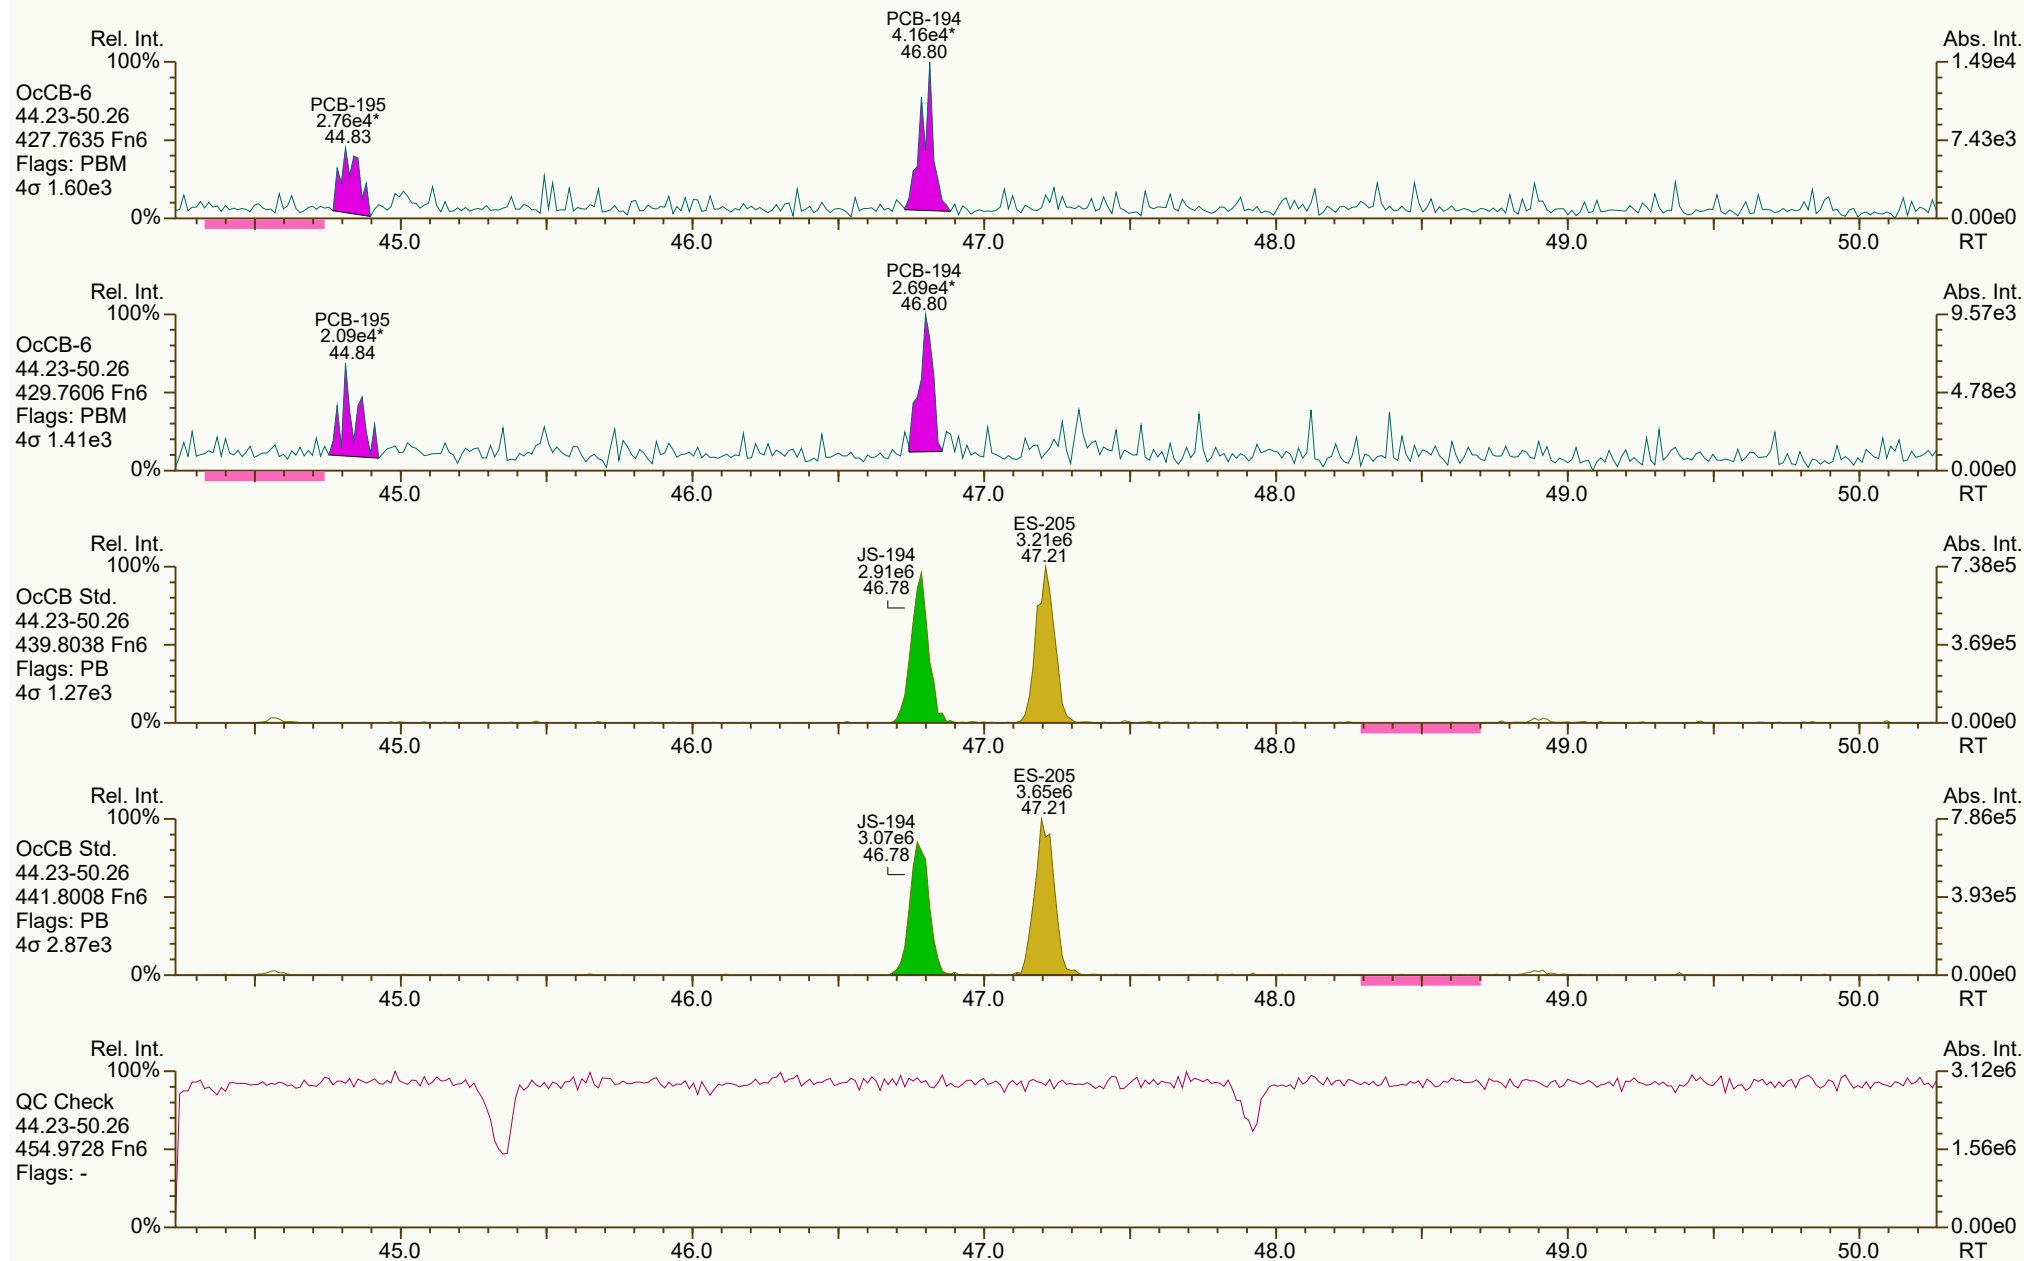 PCB-194
4.16e4*
46.80
Rel. Int.
Abs. Int.
100%
1.49e4
OcCB-6
44.23-50.26
427.7635 Fn6
Flags: PBM
4σ 1.60e3
PCB-195
2.76e4*
44.83
7.43e3
0%
0.00e0
45.0 46.0 47.0 48.0 49.0 50.0 RT
PCB-194
2.69e4*
46.80
Rel. Int.
Abs. Int.
100%
9.57e3
OcCB-6
44.23-50.26
429.7606 Fn6
Flags: PBM
4σ 1.41e3
PCB-195
2.09e4*
44.84
4.78e3
0%
0.00e0
45.0 46.0 47.0 48.0 49.0 50.0 RT
ES-205
3.21e6
47.21
Rel. Int.
Abs. Int.
100%
7.38e5
JS-194
2.91e6
46.78
OcCB Std.
44.23-50.26
439.8038 Fn6
Flags: PB
4σ 1.27e3
3.69e5
0%
0.00e0
45.0 46.0 47.0 48.0 49.0 50.0 RT
ES-205
3.65e6
47.21
Rel. Int.
Abs. Int.
100%
7.86e5
JS-194
3.07e6
46.78
OcCB Std.
44.23-50.26
441.8008 Fn6
Flags: PB
4σ 2.87e3
3.93e5
0%
0.00e0
45.0 46.0 47.0 48.0 49.0 50.0 RT
Rel. Int.
Abs. Int.
100%
3.12e6
QC Check
44.23-50.26
454.9728 Fn6
Flags: -
1.56e6
0%
0.00e0
45.0 46.0 47.0 48.0 49.0 50.0 RT